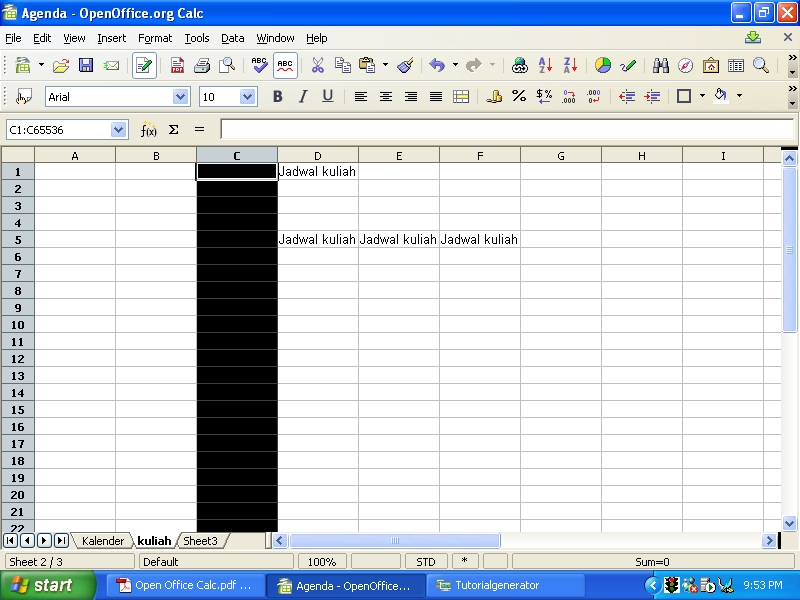 Agenda - OpenOffice.org Calc
File Edit View Insert Format Tools Data Window Help
Arial 10 B I U
C1:C65536 f(x) Σ =
A B C D E F G H I
1 Jadwal kuliah
2
3
4
5 Jadwal kuliah Jadwal kuliah Jadwal kuliah
6
7
8
9
10
11
12
13
14
15
16
17
18
19
20
21
22
Kalender kuliah Sheet3
Sheet 2 / 3 Default 100% STD * Sum=0
start Open Office Calc.pdf ... Agenda - OpenOffice... Tutorialgenerator 9:53 PM